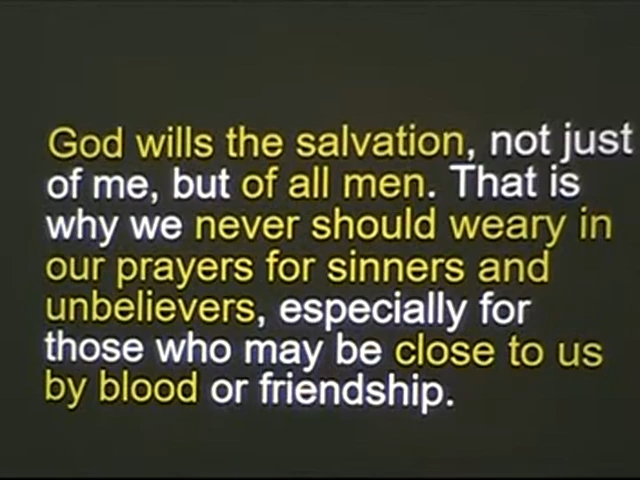 God wills the salvation, not just
of me, but of all men. That is
why we never should weary in
our prayers for sinners and
unbelievers, especially for
those who may be close to us
by blood or friendship.